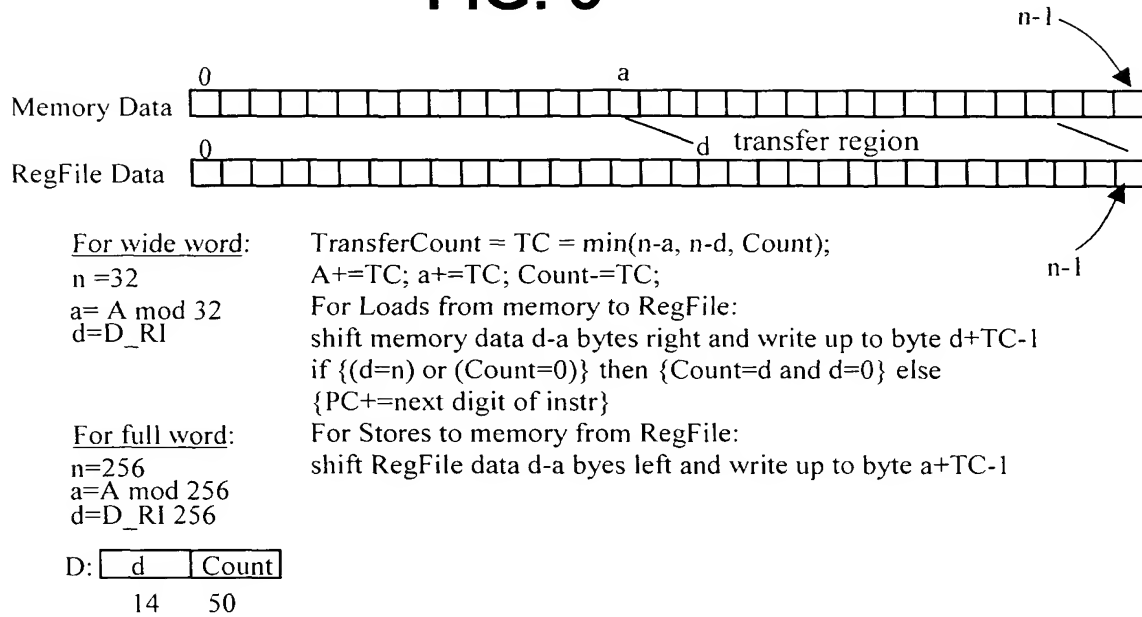 n-1
0 a
Memory Data
d transfer region
0
RegFile Data
n-1
For wide word:
n =32
a= A mod 32
d=D_RI
TransferCount = TC = min(n-a, n-d, Count);
A+=TC; a+=TC; Count-=TC;
For Loads from memory to RegFile:
shift memory data d-a bytes right and write up to byte d+TC-1
if {(d=n) or (Count=0)} then {Count=d and d=0} else
{PC+=next digit of instr}
For Stores to memory from RegFile:
shift RegFile data d-a byes left and write up to byte a+TC-1
For full word:
n=256
a=A mod 256
d=D_RI 256
D: d Count
14 50